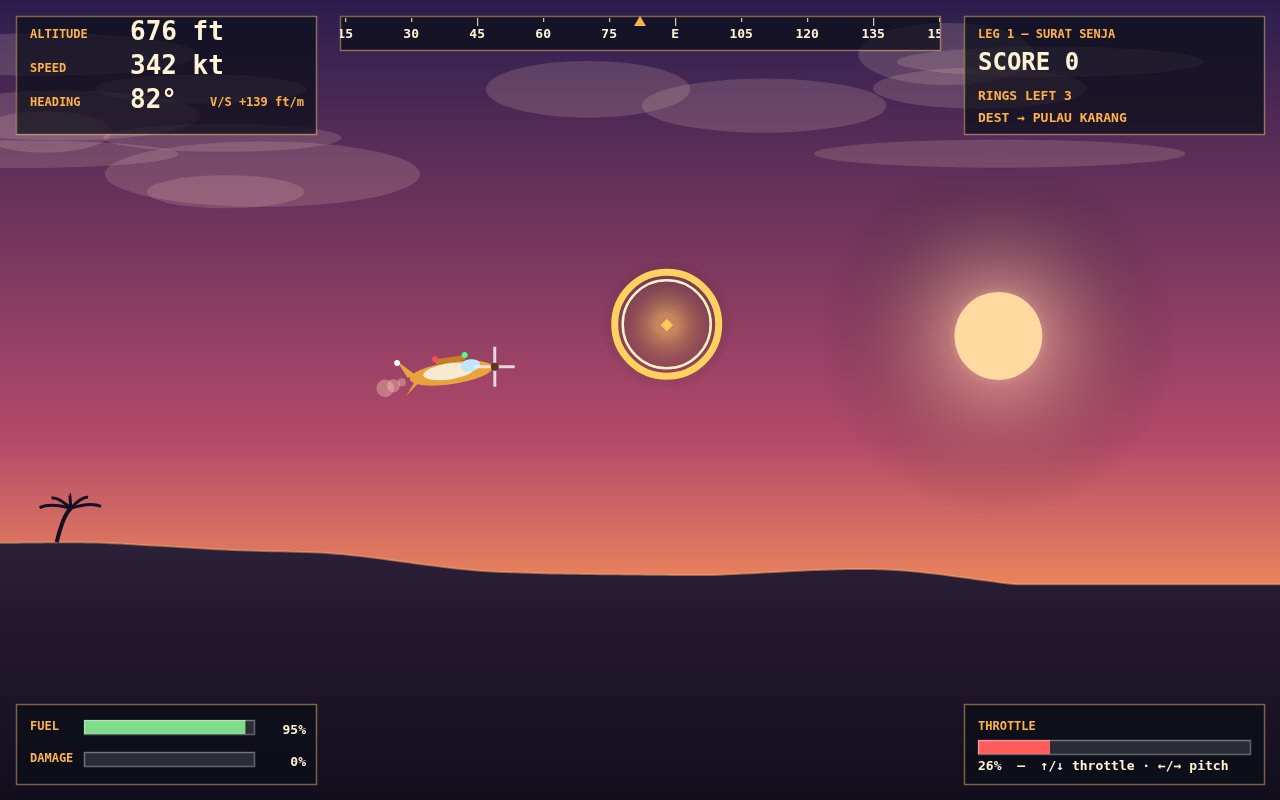 ALTITUDE 676 ft
SPEED 342 kt
HEADING 82° V/S +139 ft/m
15 30 45 60 75 E 105 120 135 15
LEG 1 — SURAT SENJA
SCORE 0
RINGS LEFT 3
DEST → PULAU KARANG
FUEL 95%
DAMAGE 0%
THROTTLE
26% — ↑/↓ throttle · ←/→ pitch